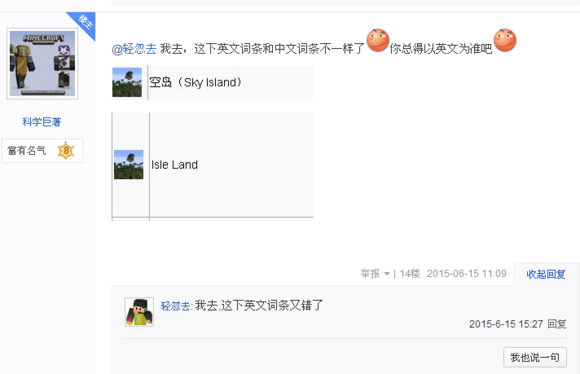 楼主
MINECRAFT
@轻忽去 我去，这下英文词条和中文词条不一样了 你总得以英文为准吧
空岛（Sky Island）
科学巨著
富有名气 8
Isle Land
举报 | 14楼 2015-06-15 11:09 收起回复
轻忽去: 我去,这下英文词条又错了
2015-6-15 15:27 回复
我也说一句